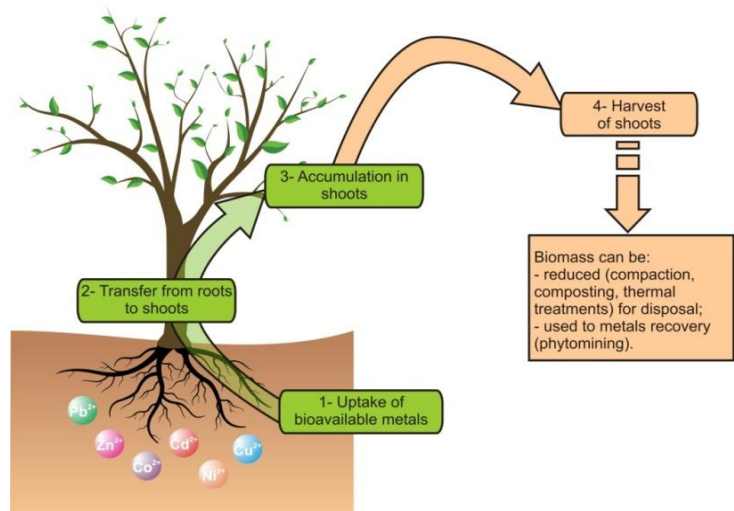 4- Harvest
of shoots
3- Accumulation in
shoots
Biomass can be:
- reduced (compaction,
composting, thermal
treatments) for disposal;
- used to metals recovery
(phytomining).
2- Transfer from roots
to shoots
1- Uptake of
bioavailable metals
Pb²⁺
Zn²⁺
Cd²⁺
Cu²⁺
Co²⁺
Ni²⁺